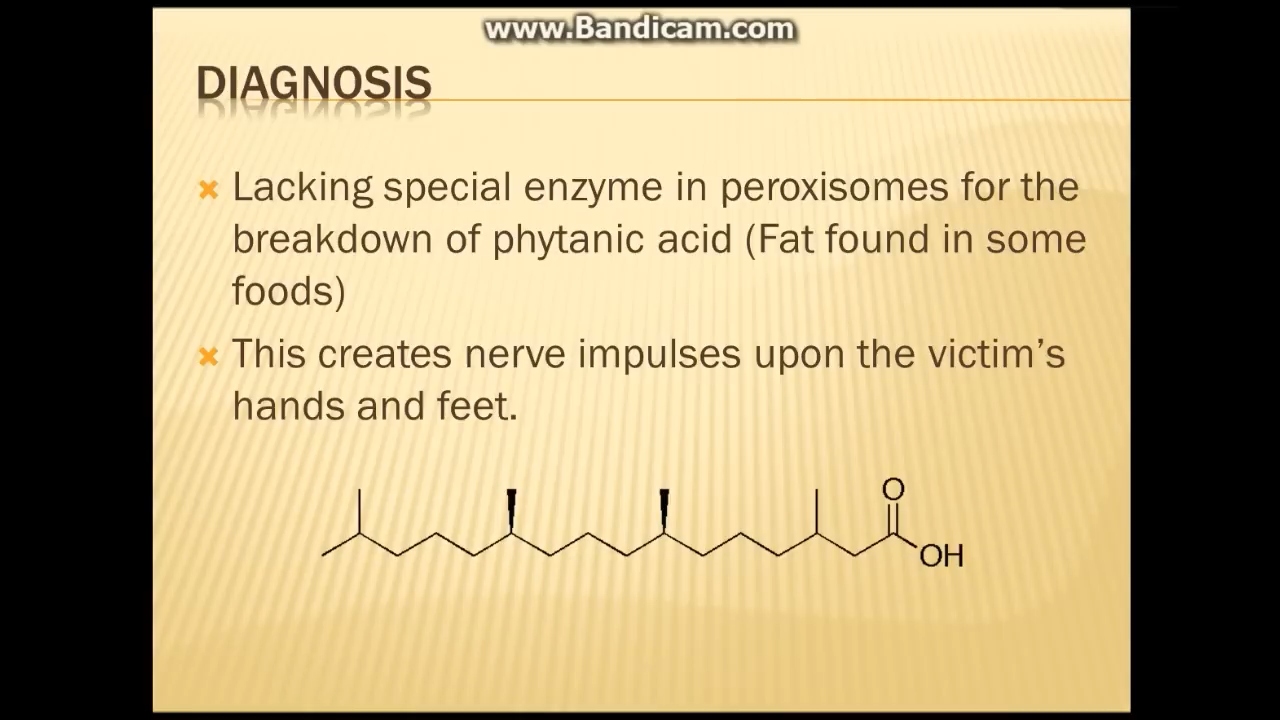 www.Bandicam.com
DIAGNOSIS
Lacking special enzyme in peroxisomes for the
breakdown of phytanic acid (Fat found in some
foods)
This creates nerve impulses upon the victim's
hands and feet.
O
OH